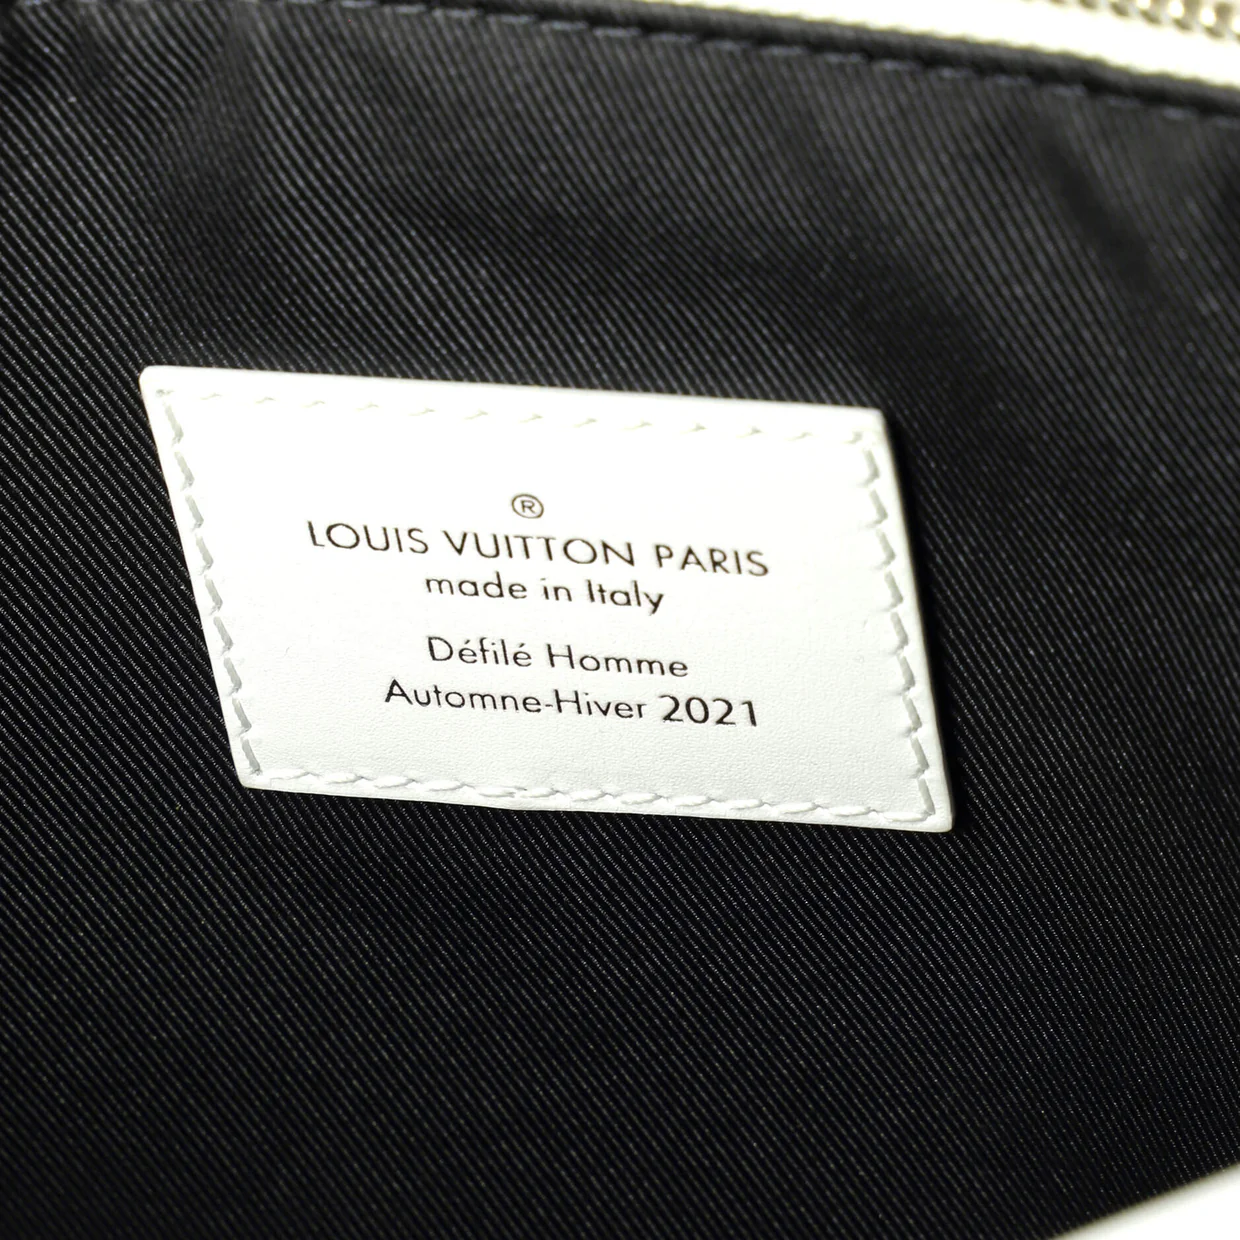 ®
LOUIS VUITTON PARIS
made in Italy
Défilé Homme
Automne-Hiver 2021